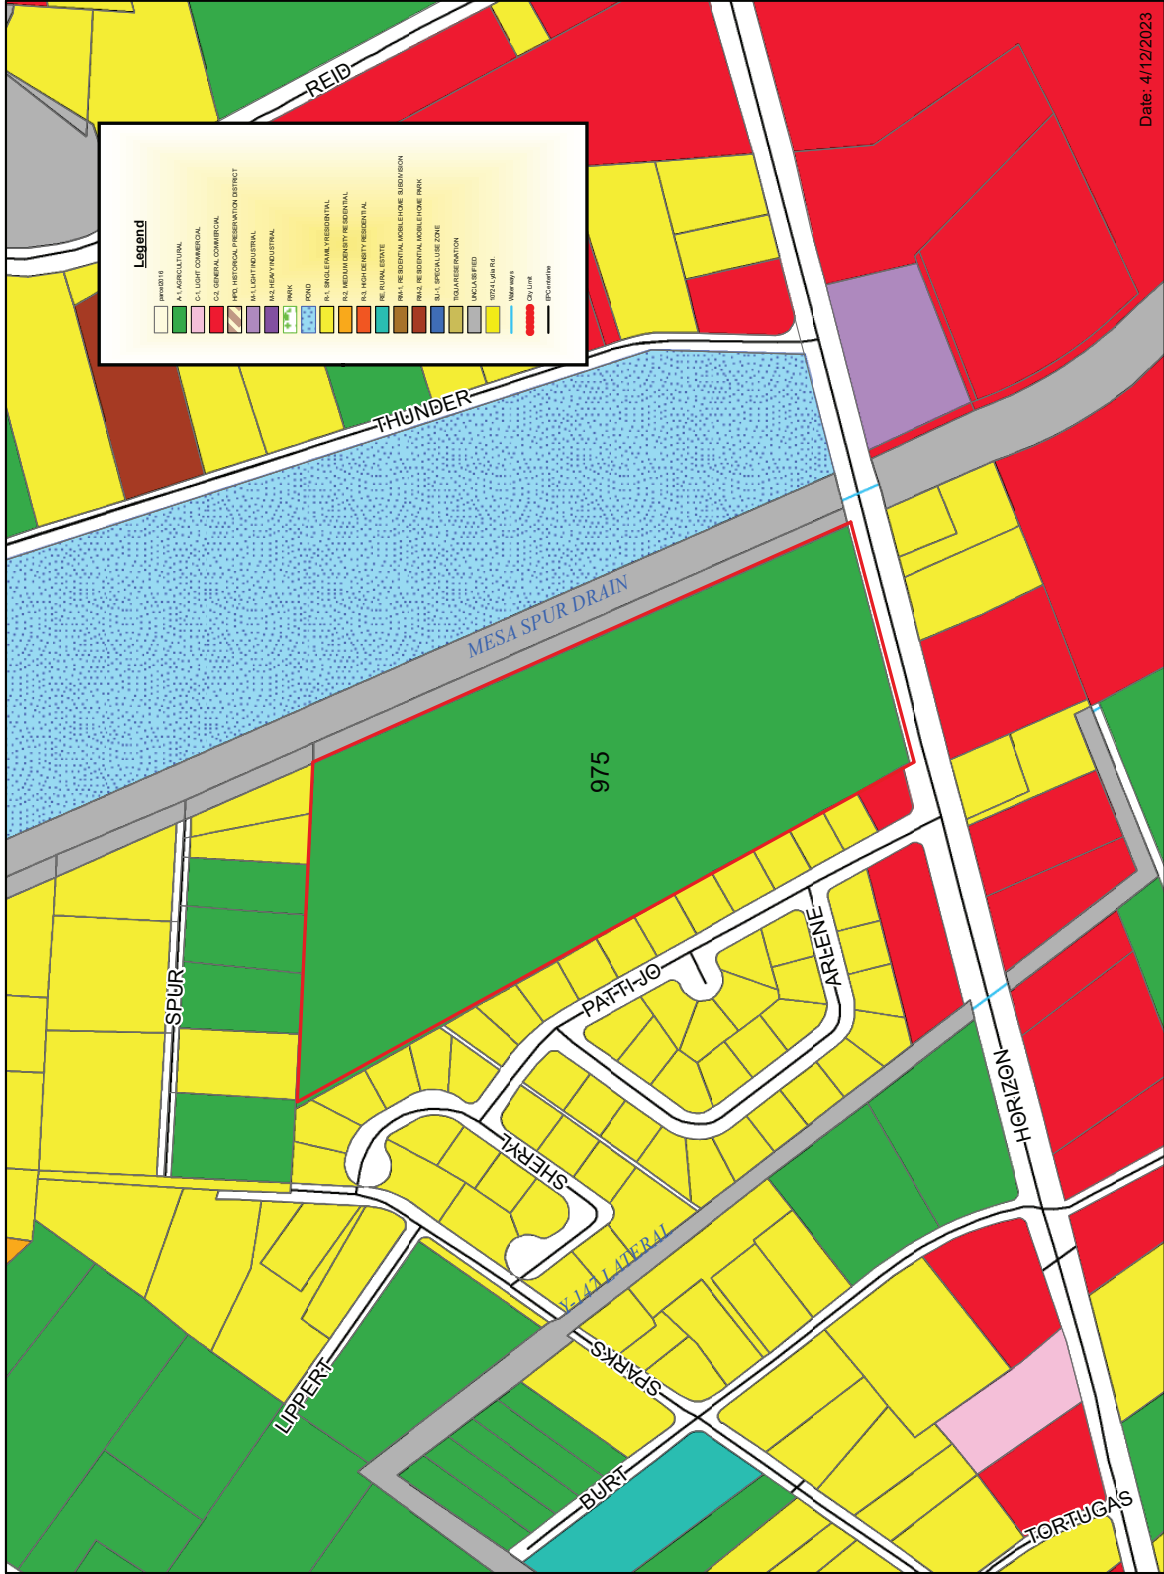 Legend
parcel2016
A-1, AGRICULTURAL
C-1, LIGHT COMMERCIAL
C-2, GENERAL COMMERCIAL
HPD, HISTORICAL PRESERVATION DISTRICT
M-1, LIGHT INDUSTRIAL
M-2, HEAVY INDUSTRIAL
PARK
POND
R-1, SINGLE FAMILY RESIDENTIAL
R-2, MEDIUM DENSITY RESIDENTIAL
R-3, HIGH DENSITY RESIDENTIAL
RE, RURAL ESTATE
RM-1, RESIDENTIAL MOBILE HOME SUBDIVISION
RM-2, RESIDENTIAL MOBILE HOME PARK
SU-1, SPECIAL USE ZONE
TIGUA RESERVATION
UNCLASSIFIED
10724 Lydia Rd.
Waterways
City Limit
EPCenterline
REID
THUNDER
MESA SPUR DRAIN
975
SPUR
PATTI-JO
ARLENE
SHERYL
HORIZON
Y-147 LATERAL
LIPPERT
SPARKS
BURT
TORTUGAS
Date: 4/12/2023